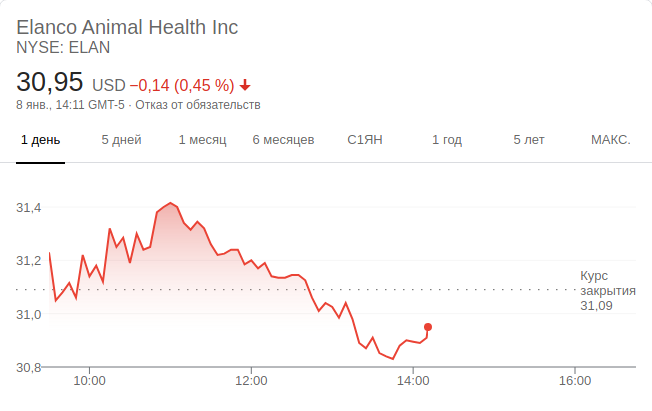 Elanco Animal Health Inc
NYSE: ELAN
30,95 USD −0,14 (0,45 %)
8 янв., 14:11 GMT-5 · Отказ от обязательств
1 день 5 дней 1 месяц 6 месяцев С1ЯН 1 год 5 лет МАКС.
31,4
31,2
Курс
закрытия
31,09
31,0
30,8
10:00 12:00 14:00 16:00